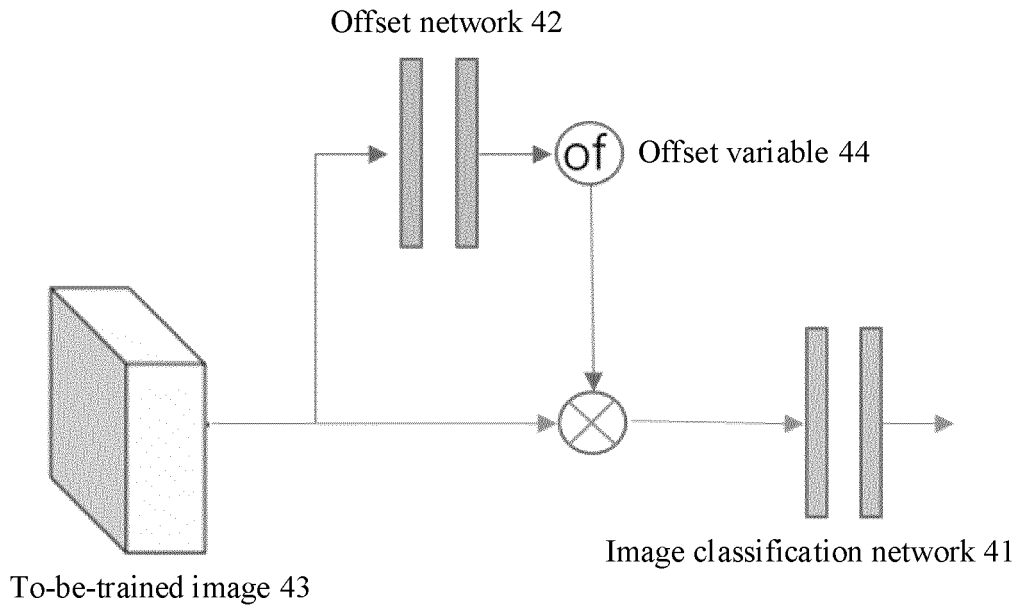 Offset network 42
of
Offset variable 44
Image classification network 41
To-be-trained image 43